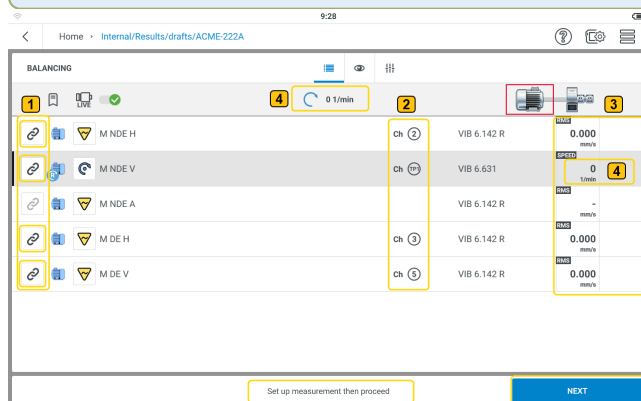 9:28
Home › Internal/Results/drafts/ACME-222A
BALANCING
1 LIVE 4 0 1/min 2 3
M NDE H Ch 2 VIB 6.142 R RMS 0.000 mm/s
R M NDE V Ch TP1 VIB 6.631 SPEED 0 1/min 4
M NDE A VIB 6.142 R RMS - mm/s
M DE H Ch 3 VIB 6.142 R RMS 0.000 mm/s
M DE V Ch 5 VIB 6.142 R RMS 0.000 mm/s
Set up measurement then proceed NEXT